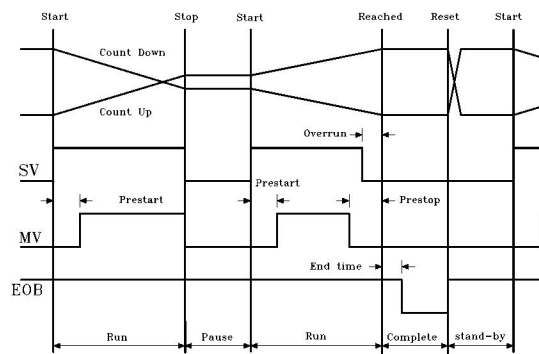 Start Stop Start Reached Reset Start
Count Down
Count Up
Overrun
SV
Prestart
Prestart
Prestop
MV
End time
EOB
Run Pause Run Complete stand-by